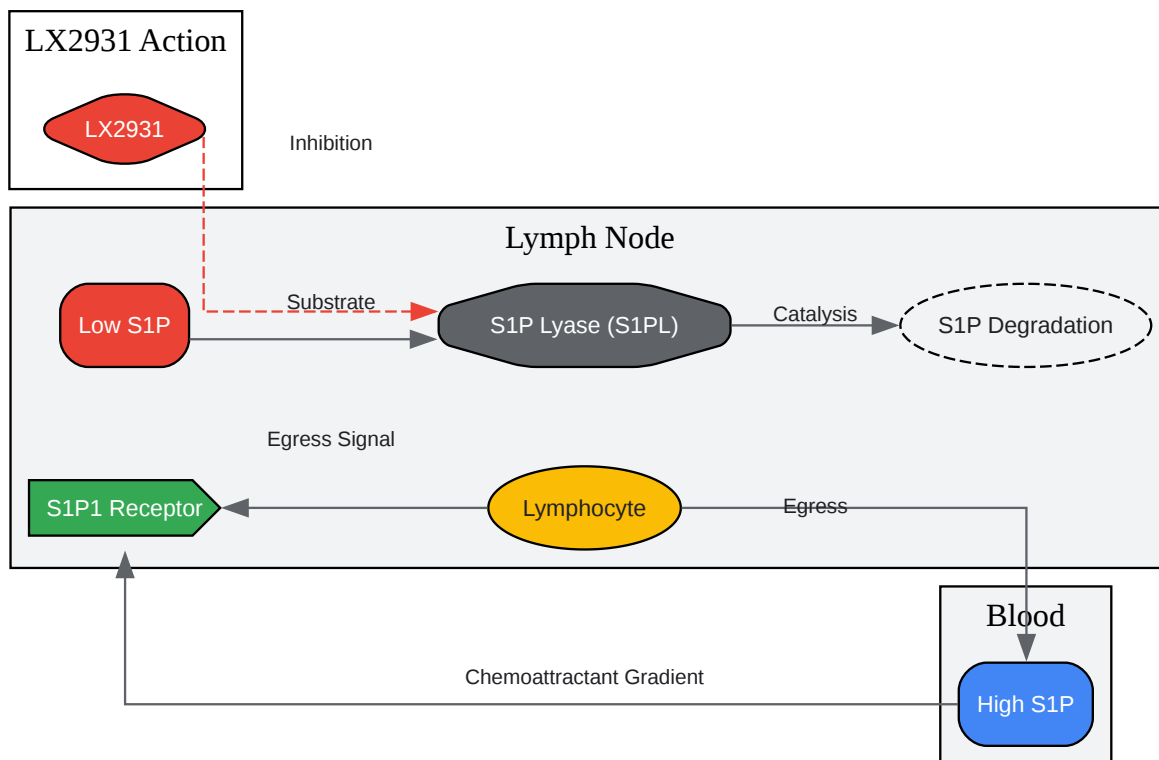 LX2931 Action
LX2931
Inhibition
Lymph Node
Low S1P
Substrate
S1P Lyase (S1PL)
Catalysis
S1P Degradation
Egress Signal
S1P1 Receptor
Lymphocyte
Egress
Blood
Chemoattractant Gradient
High S1P